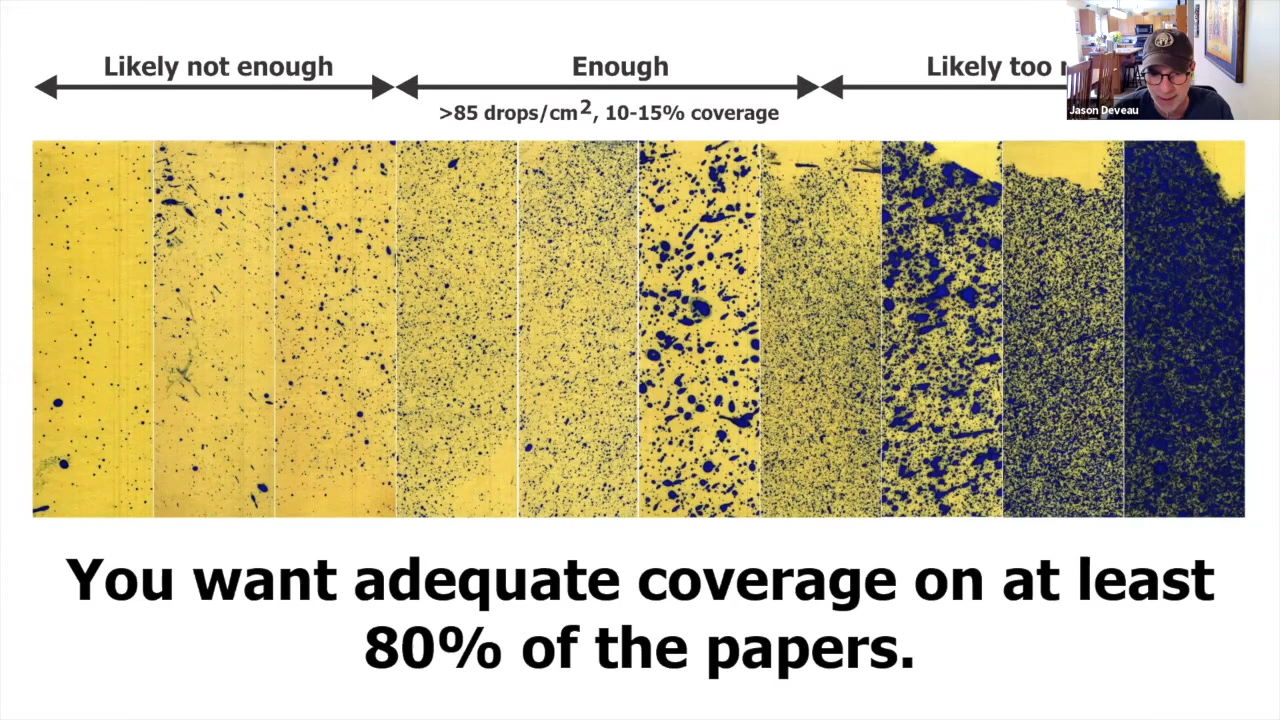 Likely not enough
Enough
Likely too
>85 drops/cm², 10-15% coverage
Jason Deveau
You want adequate coverage on at least
80% of the papers.